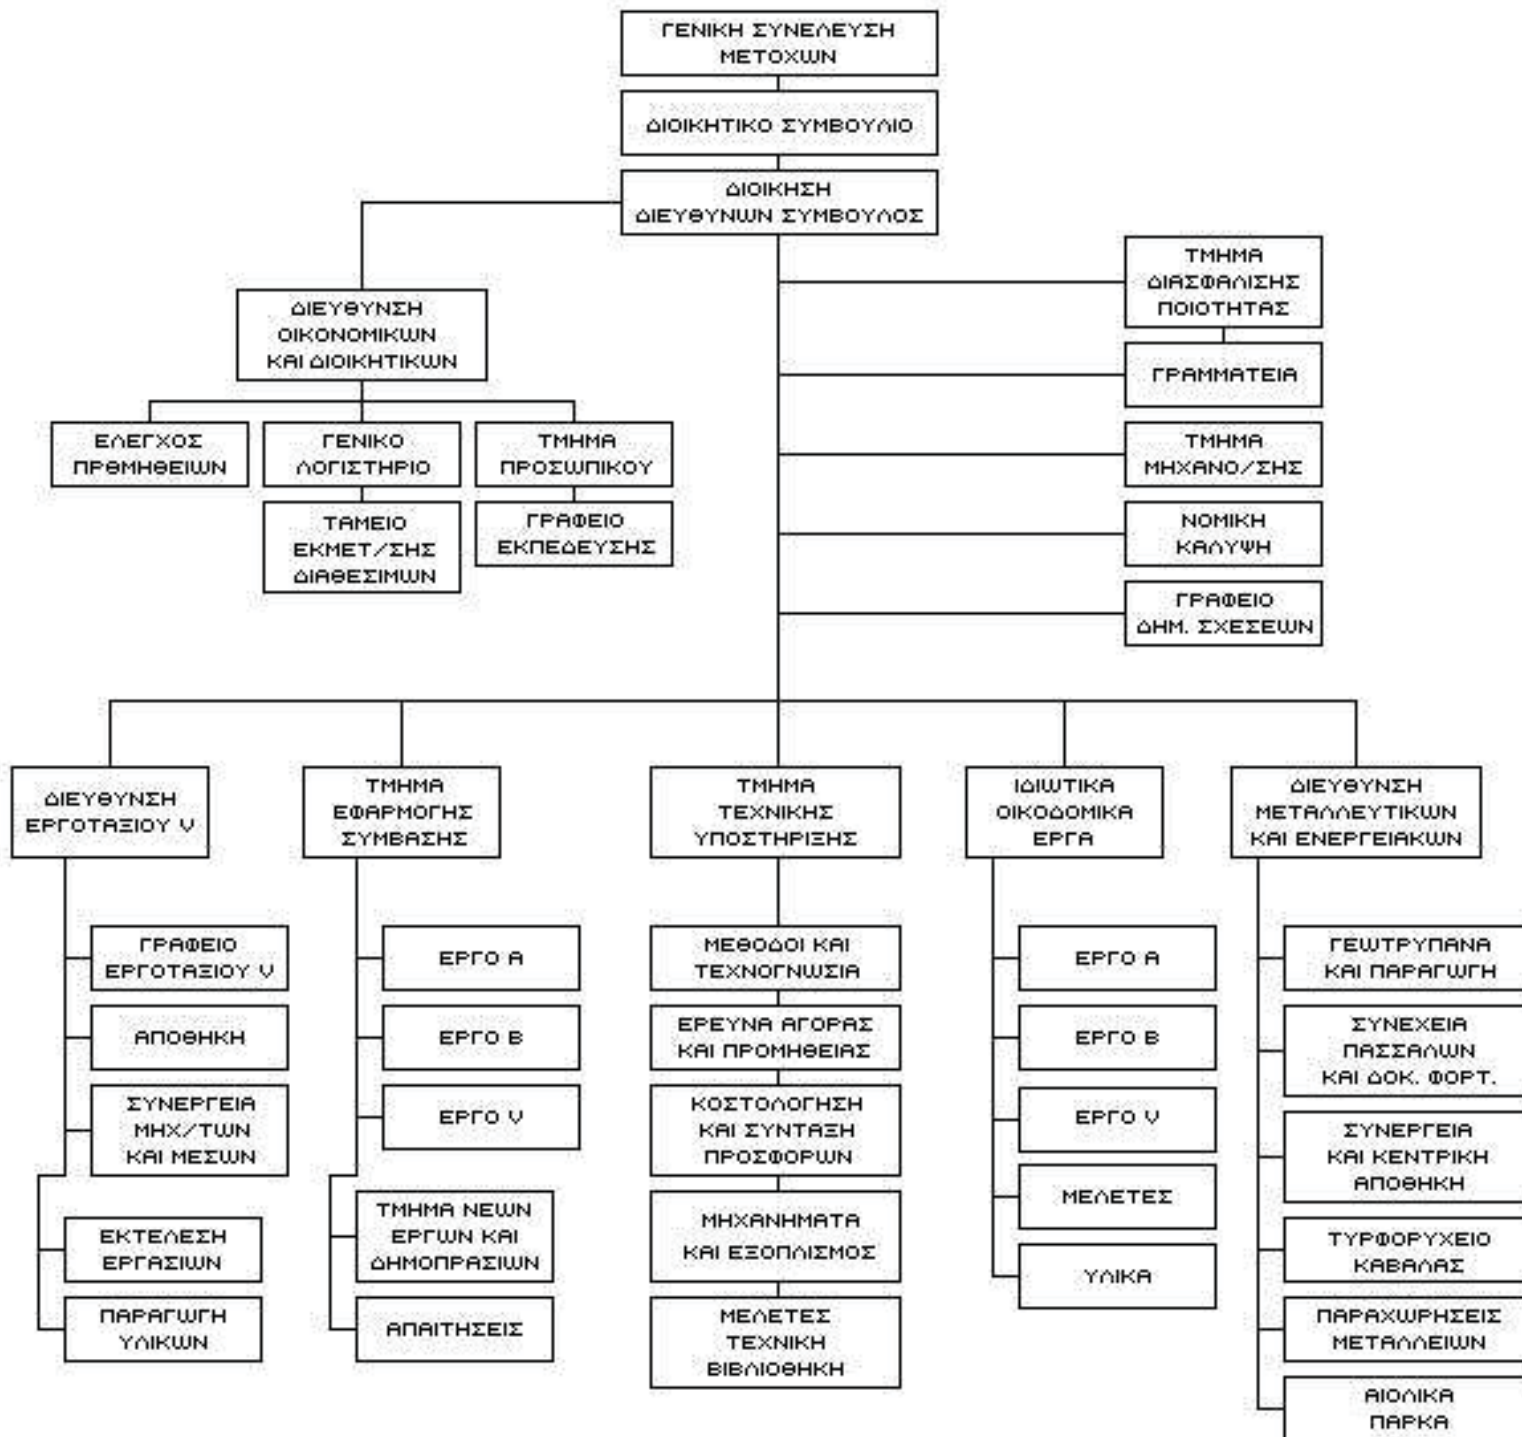 ΓΕΝΙΚΗ ΣΥΝΕΛΕΥΣΗ
ΜΕΤΟΧΩΝ
ΔΙΟΙΚΗΤΙΚΟ ΣΥΜΒΟΥΛΙΟ
ΔΙΟΙΚΗΣΗ
ΔΙΕΥΘΥΝΩΝ ΣΥΜΒΟΥΛΟΣ
ΤΜΗΜΑ
ΔΙΑΣΦΑΛΙΣΗΣ
ΠΟΙΟΤΗΤΑΣ
ΓΡΑΜΜΑΤΕΙΑ
ΤΜΗΜΑ
ΜΗΧΑΝΟ/ΣΗΣ
ΝΟΜΙΚΗ
ΚΑΛΥΨΗ
ΓΡΑΦΕΙΟ
ΔΗΜ. ΣΧΕΣΕΩΝ
ΔΙΕΥΘΥΝΣΗ
ΟΙΚΟΝΟΜΙΚΩΝ
ΚΑΙ ΔΙΟΙΚΗΤΙΚΩΝ
ΕΛΕΓΧΟΣ
ΠΡΘΜΗΘΕΙΩΝ
ΓΕΝΙΚΟ
ΛΟΓΙΣΤΗΡΙΟ
ΤΑΜΕΙΟ
ΕΚΜΕΤ/ΣΗΣ
ΔΙΑΘΕΣΙΜΩΝ
ΤΜΗΜΑ
ΠΡΟΣΩΠΙΚΟΥ
ΓΡΑΦΕΙΟ
ΕΚΠΕΔΕΥΣΗΣ
ΔΙΕΥΘΥΝΣΗ
ΕΡΓΟΤΑΞΙΟΥ V
ΓΡΑΦΕΙΟ
ΕΡΓΟΤΑΞΙΟΥ V
ΑΠΟΘΗΚΗ
ΣΥΝΕΡΓΕΙΑ
ΜΗΧ/ΤΩΝ
ΚΑΙ ΜΕΣΩΝ
ΕΚΤΕΛΕΣΗ
ΕΡΓΑΣΙΩΝ
ΠΑΡΑΓΩΓΗ
ΥΛΙΚΩΝ
ΤΜΗΜΑ
ΕΦΑΡΜΟΓΗΣ
ΣΥΜΒΑΣΗΣ
ΕΡΓΟ Α
ΕΡΓΟ Β
ΕΡΓΟ V
ΤΜΗΜΑ ΝΕΩΝ
ΕΡΓΩΝ ΚΑΙ
ΔΗΜΟΠΡΑΣΙΩΝ
ΑΠΑΙΤΗΣΕΙΣ
ΤΜΗΜΑ
ΤΕΧΝΙΚΗΣ
ΥΠΟΣΤΗΡΙΞΗΣ
ΜΕΘΟΔΟΙ ΚΑΙ
ΤΕΧΝΟΓΝΩΣΙΑ
ΕΡΕΥΝΑ ΑΓΟΡΑΣ
ΚΑΙ ΠΡΟΜΗΘΕΙΑΣ
ΚΟΣΤΟΛΟΓΗΣΗ
ΚΑΙ ΣΥΝΤΑΞΗ
ΠΡΟΣΦΟΡΩΝ
ΜΗΧΑΝΗΜΑΤΑ
ΚΑΙ ΕΞΟΠΛΙΣΜΟΣ
ΜΕΛΕΤΕΣ
ΤΕΧΝΙΚΗ
ΒΙΒΛΙΟΘΗΚΗ
ΙΔΙΩΤΙΚΑ
ΟΙΚΟΔΟΜΙΚΑ
ΕΡΓΑ
ΕΡΓΟ Α
ΕΡΓΟ Β
ΕΡΓΟ V
ΜΕΛΕΤΕΣ
ΥΛΙΚΑ
ΔΙΕΥΘΥΝΣΗ
ΜΕΤΑΛΛΕΥΤΙΚΩΝ
ΚΑΙ ΕΝΕΡΓΕΙΑΚΩΝ
ΓΕΩΤΡΥΠΑΝΑ
ΚΑΙ ΠΑΡΑΓΩΓΗ
ΣΥΝΕΧΕΙΑ
ΠΑΣΣΑΛΩΝ
ΚΑΙ ΔΟΚ. ΦΟΡΤ.
ΣΥΝΕΡΓΕΙΑ
ΚΑΙ ΚΕΝΤΡΙΚΗ
ΑΠΟΘΗΚΗ
ΤΥΡΦΟΡΥΧΕΙΟ
ΚΑΒΑΛΑΣ
ΠΑΡΑΧΩΡΗΣΕΙΣ
ΜΕΤΑΛΛΕΙΩΝ
ΑΙΟΛΙΚΑ
ΠΑΡΚΑ